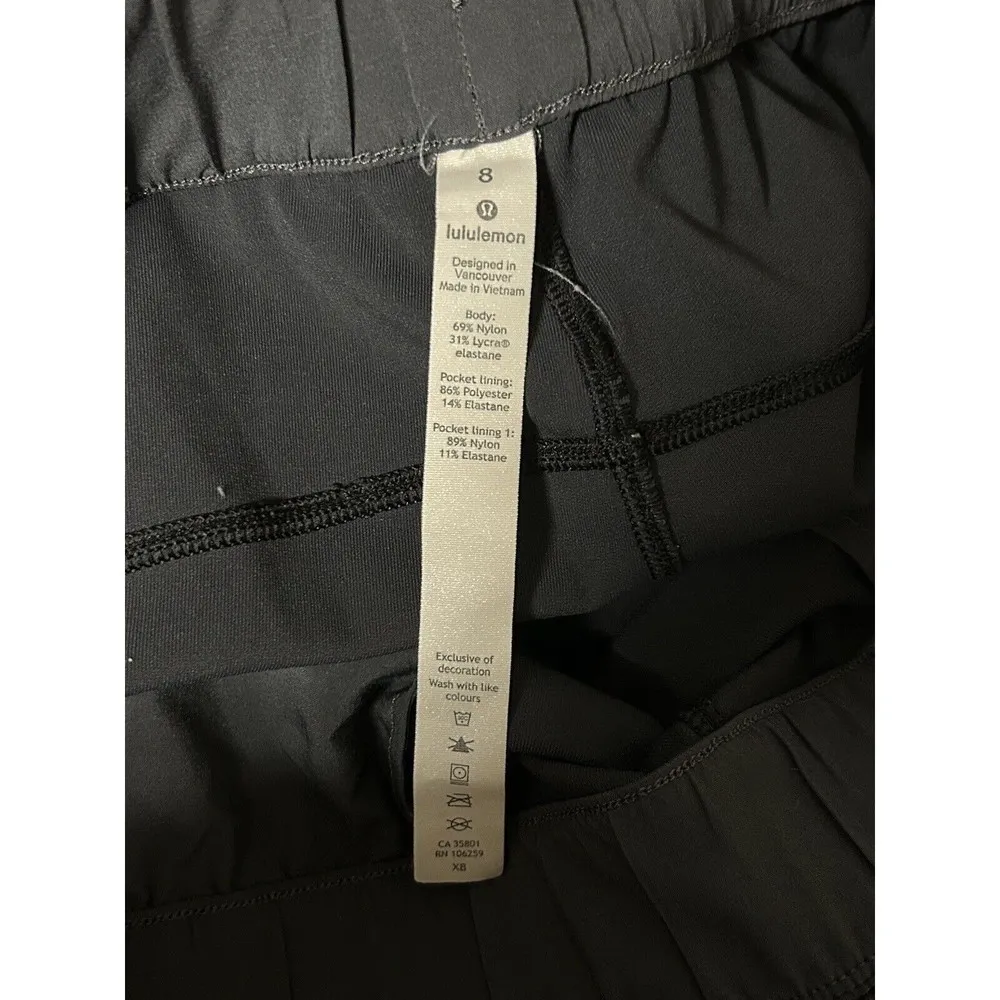 8
lululemon
Designed in
Vancouver
Made in Vietnam
Body:
69% Nylon
31% Lycra®
elastane
Pocket lining:
86% Polyester
14% Elastane
Pocket lining 1:
89% Nylon
11% Elastane
Exclusive of
decoration
Wash with like
colours
CA 35801
RN 106259
XB